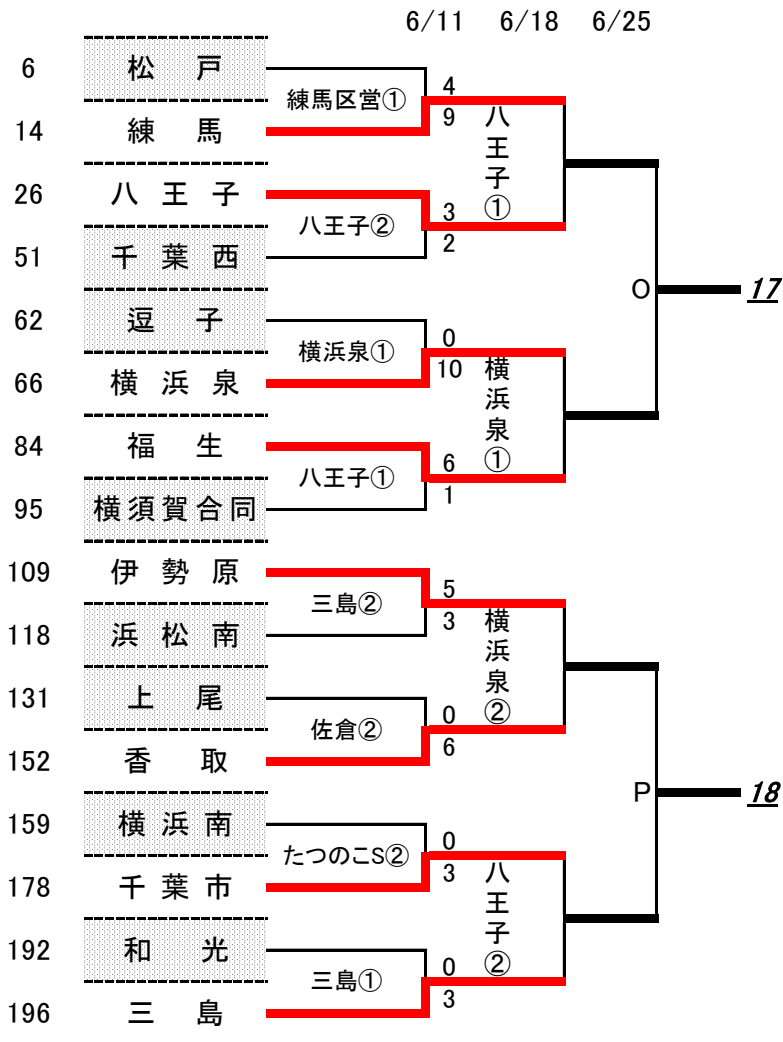 6/11 6/18 6/25
6 松戸
練馬区営① 4
9
14 練馬
八王子①
26 八王子
八王子② 3
2
51 千葉西
O 17
62 逗子
横浜泉① 0
10
66 横浜泉
横浜泉①
84 福生
八王子① 6
1
95 横須賀合同
109 伊勢原
三島② 5
3
118 浜松南
横浜泉②
131 上尾
佐倉② 0
6
152 香取
P 18
159 横浜南
たつのこS② 0
3
178 千葉市
八王子②
192 和光
三島① 0
3
196 三島